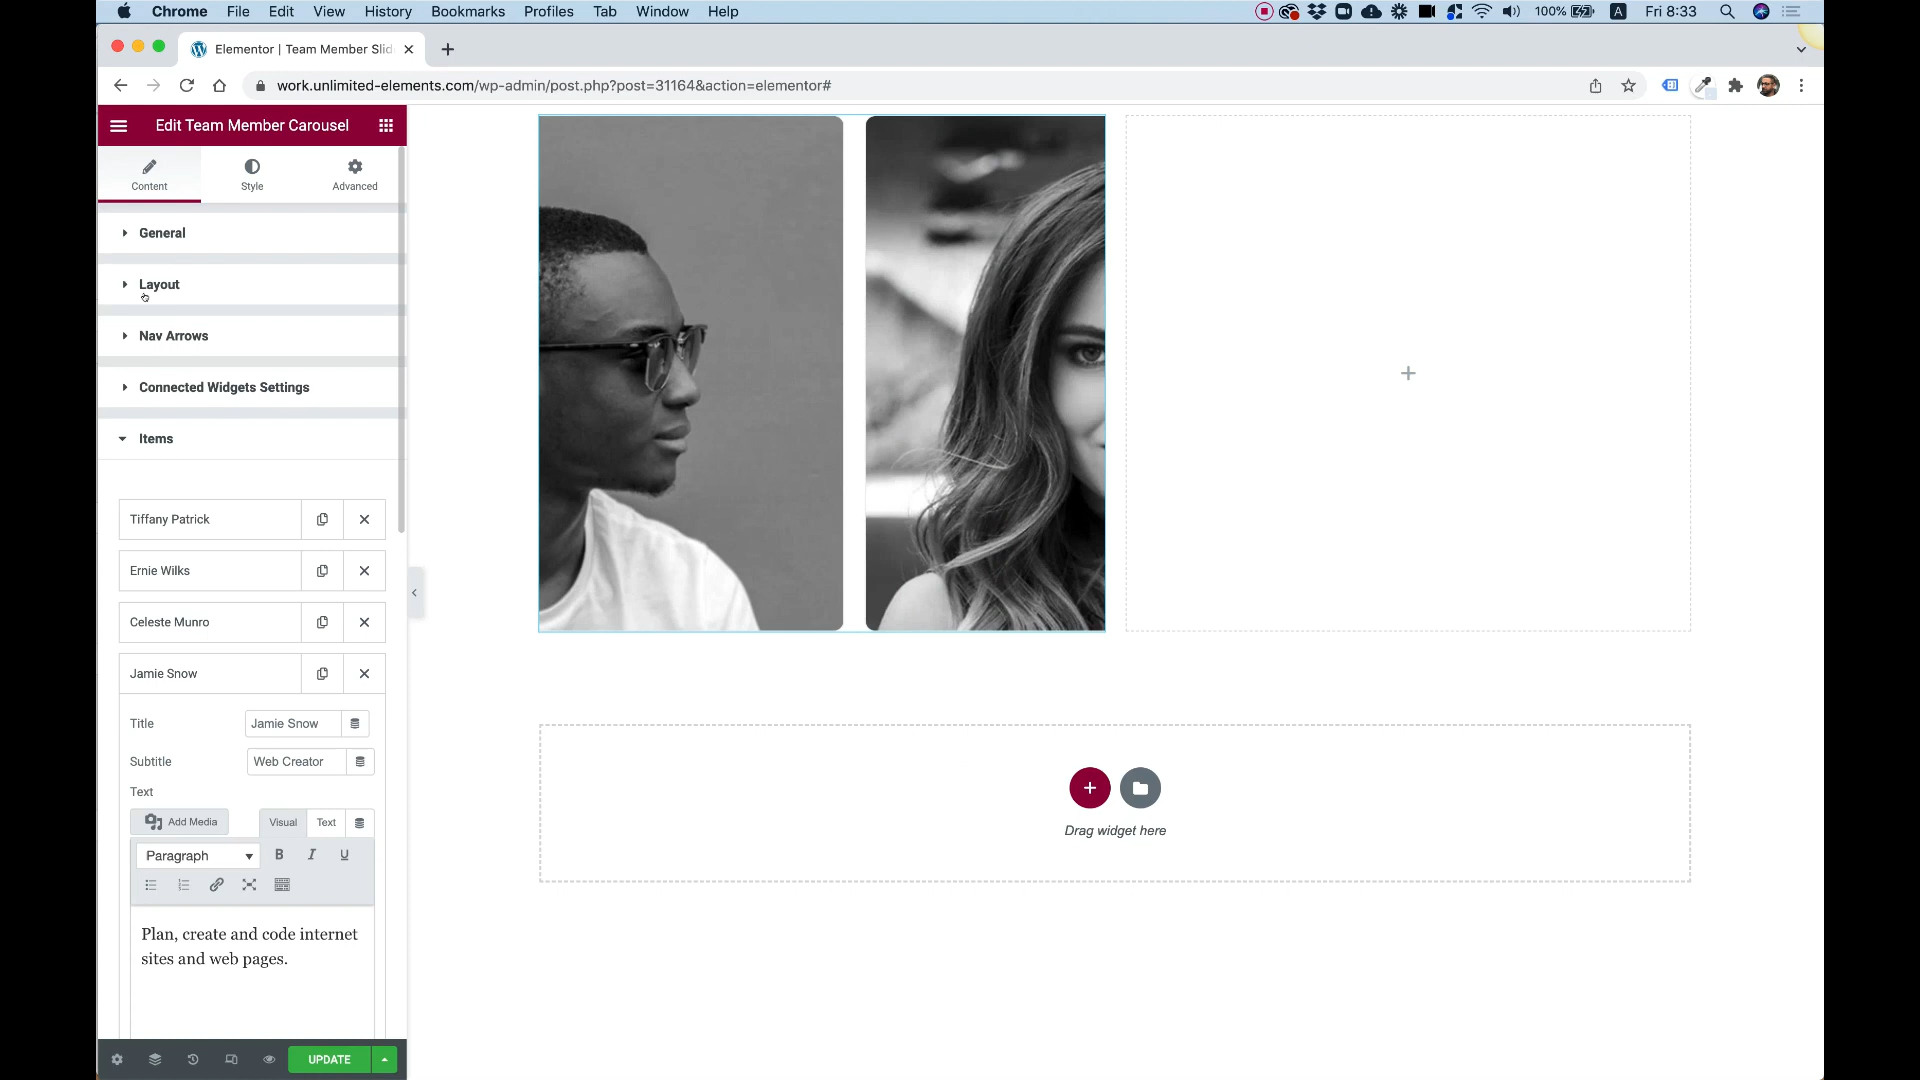 Chrome File Edit View History Bookmarks Profiles Tab Window Help 100% A Fri 8:33
Elementor | Team Member Slid
work.unlimited-elements.com/wp-admin/post.php?post=31164&action=elementor#
Edit Team Member Carousel
Content Style Advanced
General
Layout
Nav Arrows
Connected Widgets Settings
Items
Tiffany Patrick
Ernie Wilks
Celeste Munro
Jamie Snow
Title Jamie Snow
Subtitle Web Creator
Text
Add Media Visual Text
Paragraph B I U
Plan, create and code internet
sites and web pages.
UPDATE
Drag widget here